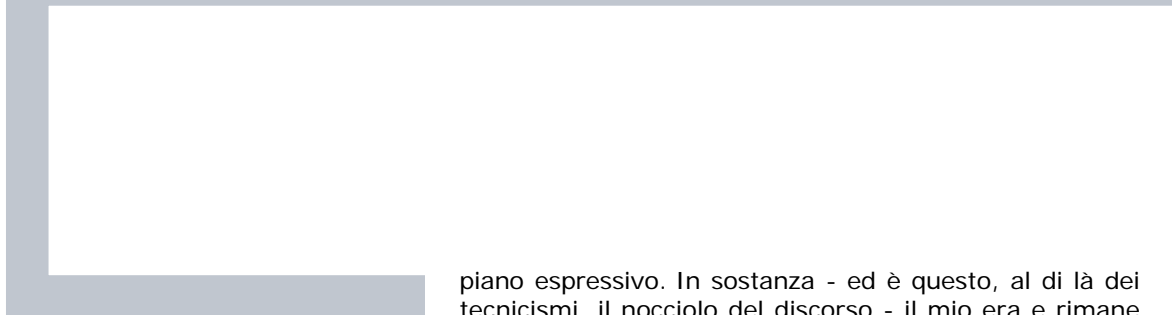 piano espressivo. In sostanza - ed è questo, al di là dei
tecnicismi, il nocciolo del discorso - il mio era e rimane